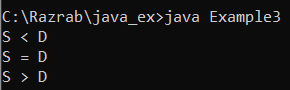 C:\Razrab\java_ex>java Example3
S < D
S = D
S > D